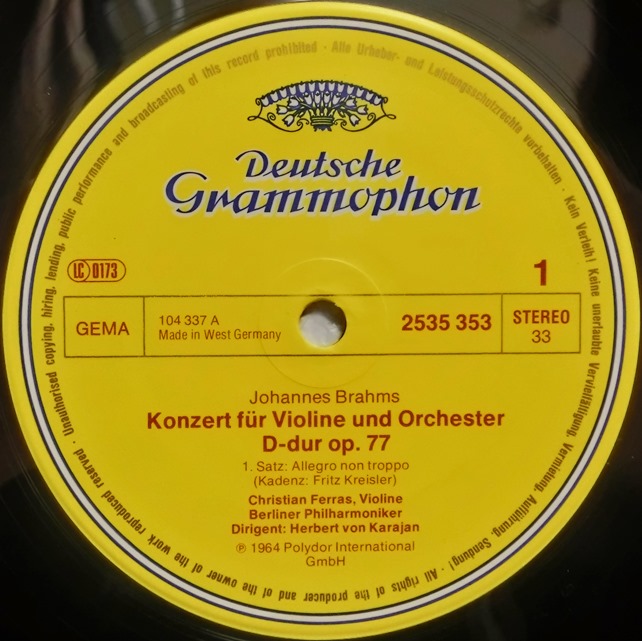 Unauthorised copying, hiring, lending, public performance and broadcasting of this record prohibited · Alle Urheber- und Leistungsschutzrechte vorbehalten · Kein Verleih! Keine unerlaubte Vervielfältigung, Vermietung, Aufführung, Sendung! · All rights of the producer and of the owner of the work reproduced reserved ·
Deutsche
Grammophon
LC 0173
1
GEMA
104 337 A
Made in West Germany
2535 353
STEREO
33
Johannes Brahms
Konzert für Violine und Orchester
D-dur op. 77
1. Satz: Allegro non troppo
(Kadenz: Fritz Kreisler)
Christian Ferras, Violine
Berliner Philharmoniker
Dirigent: Herbert von Karajan
℗ 1964 Polydor International
GmbH